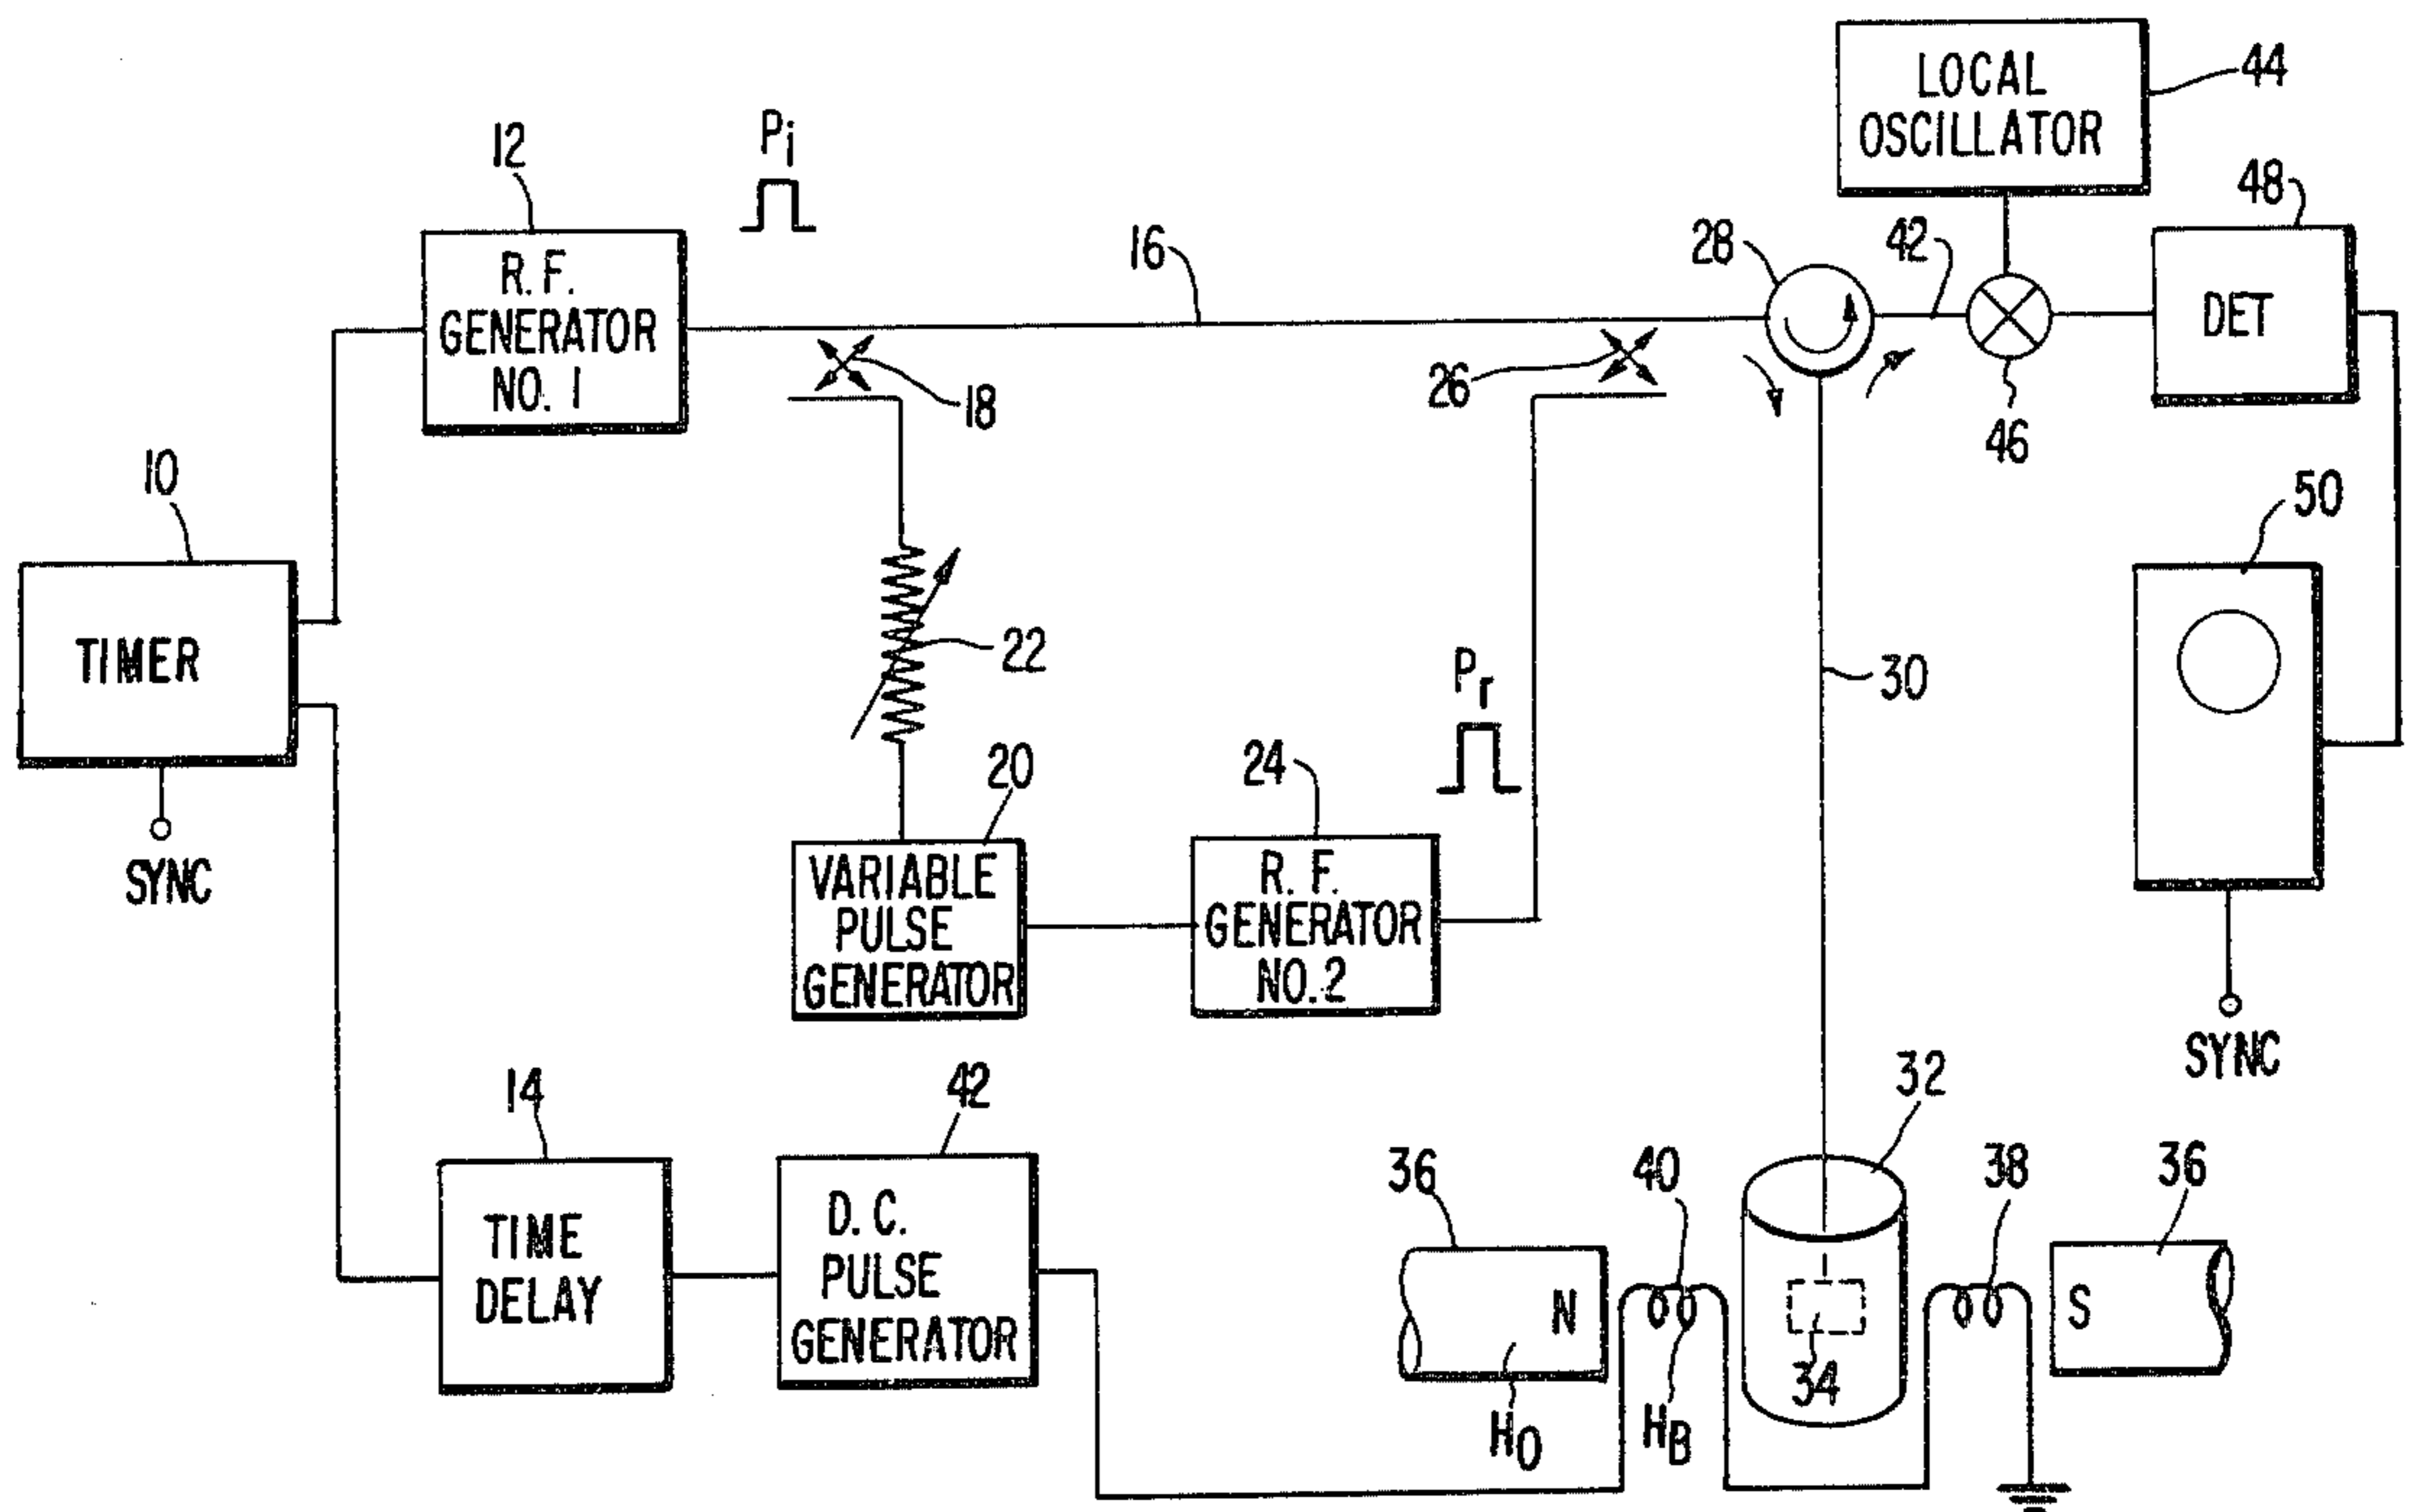 LOCAL
OSCILLATOR
44
12
Pi
48
R. F.
GENERATOR
NO. 1
16
28
42
DET
18
26
46
10
50
TIMER
22
Pr
30
20
24
SYNC
VARIABLE
PULSE
GENERATOR
R. F.
GENERATOR
NO. 2
SYNC
14
42
32
36
40
38
36
TIME
DELAY
D. C.
PULSE
GENERATOR
N
S
34
HO
HB